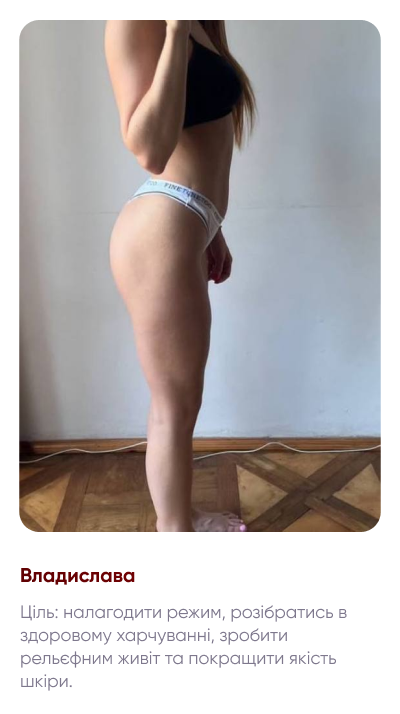 Владислава
Ціль: налагодити режим, розібратись в
здоровому харчуванні, зробити
рельєфним живіт та покращити якість
шкіри.